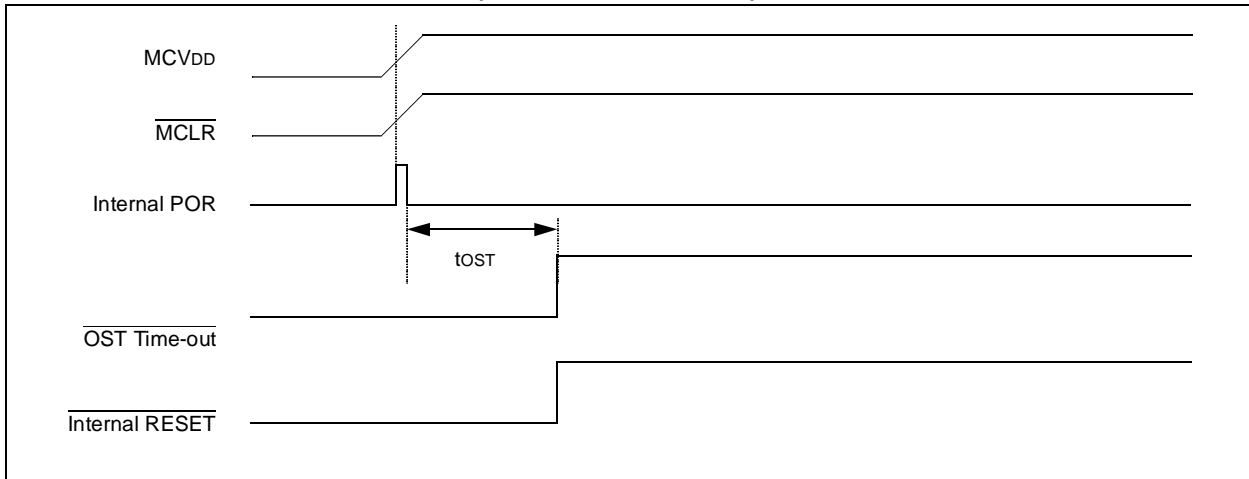 MCVDD
MCLR
Internal POR
tOST
OST Time-out
Internal RESET